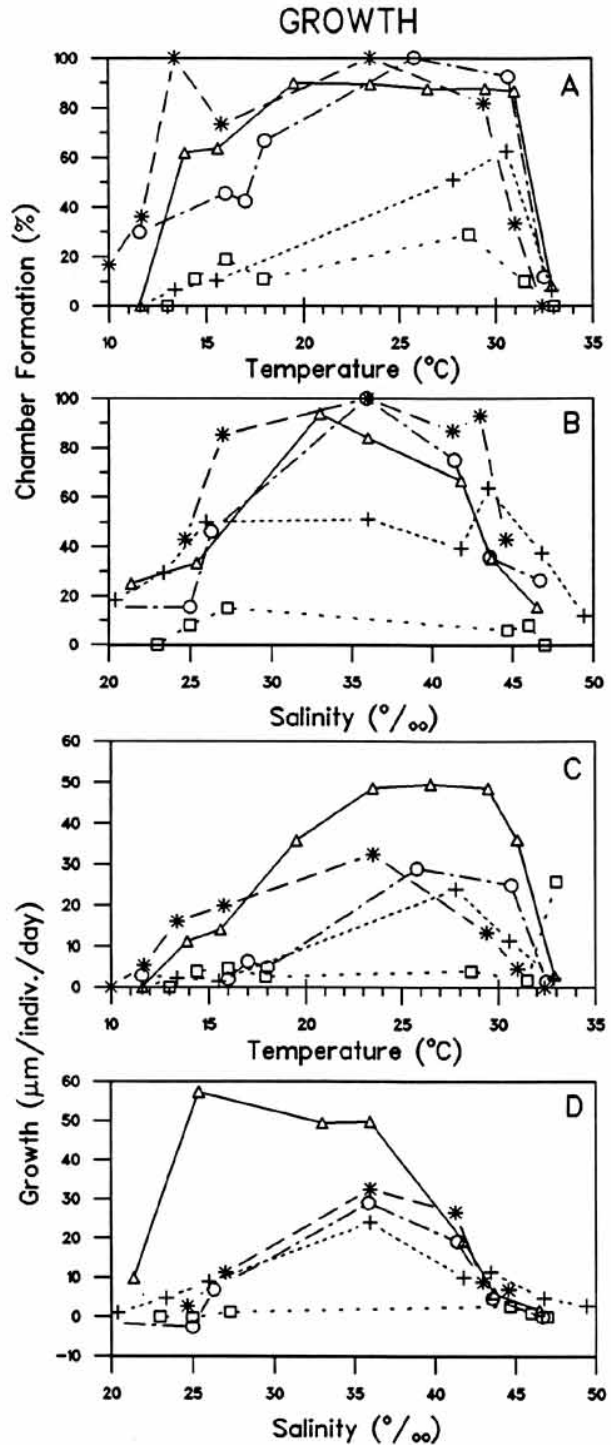 GROWTH
Chamber Formation (%)
Growth (µm/indiv./day)
A
100
80
60
40
20
0
10 15 20 25 30 35
Temperature (°C)
B
100
80
60
40
20
0
20 25 30 35 40 45 50
Salinity (°/₀₀)
C
60
50
40
30
20
10
0
10 15 20 25 30 35
Temperature (°C)
D
60
50
40
30
20
10
0
-10
20 25 30 35 40 45 50
Salinity (°/₀₀)